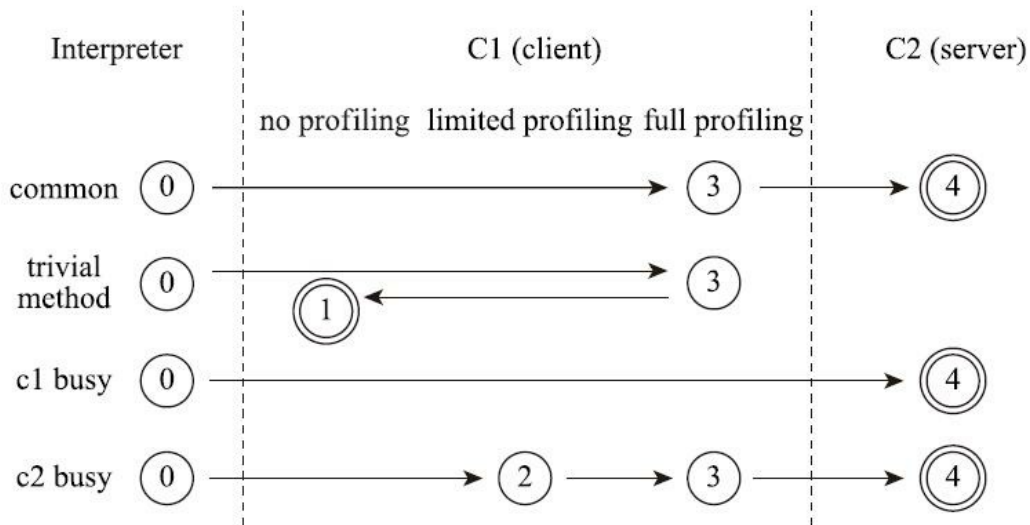 Interpreter C1 (client) C2 (server)
no profiling limited profiling full profiling
common 0 3 4
trivial
method 0 3
1
c1 busy 0 4
c2 busy 0 2 3 4